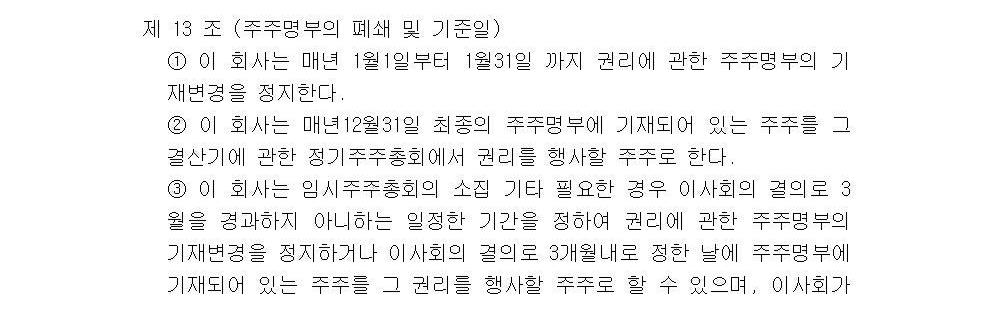 제 13 조 (주주명부의 폐쇄 및 기준일)
① 이 회사는 매년 1월1일부터 1월31일 까지 권리에 관한 주주명부의 기
재변경을 정지한다.
② 이 회사는 매년12월31일 최종의 주주명부에 기재되어 있는 주주를 그
결산기에 관한 정기주주총회에서 권리를 행사할 주주로 한다.
③ 이 회사는 임시주주총회의 소집 기타 필요한 경우 이사회의 결의로 3
월을 경과하지 아니하는 일정한 기간을 정하여 권리에 관한 주주명부의
기재변경을 정지하거나 이사회의 결의로 3개월내로 정한 날에 주주명부에
기재되어 있는 주주를 그 권리를 행사할 주주로 할 수 있으며, 이사회가